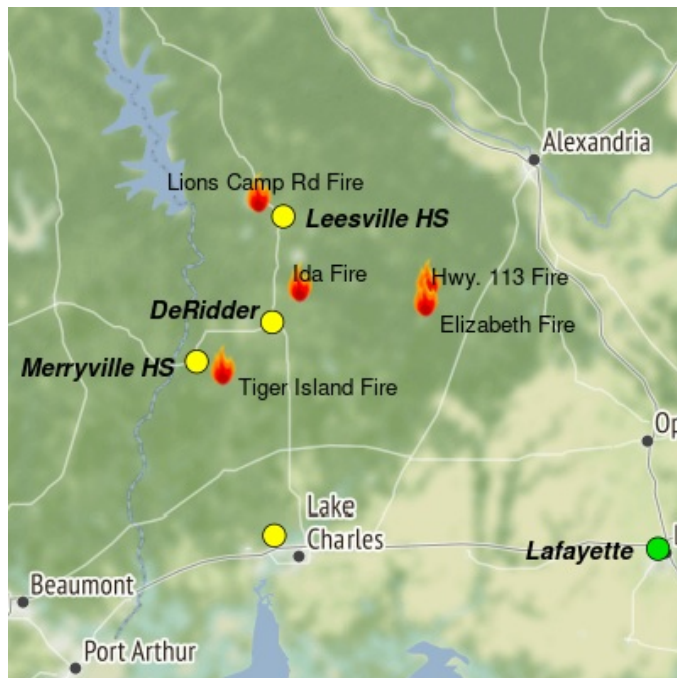 Alexandria
Lions Camp Rd Fire
Leesville HS
Ida Fire
Hwy. 113 Fire
DeRidder
Elizabeth Fire
Merryville HS
Tiger Island Fire
Op
Lake
Charles
Lafayette
Beaumont
Port Arthur